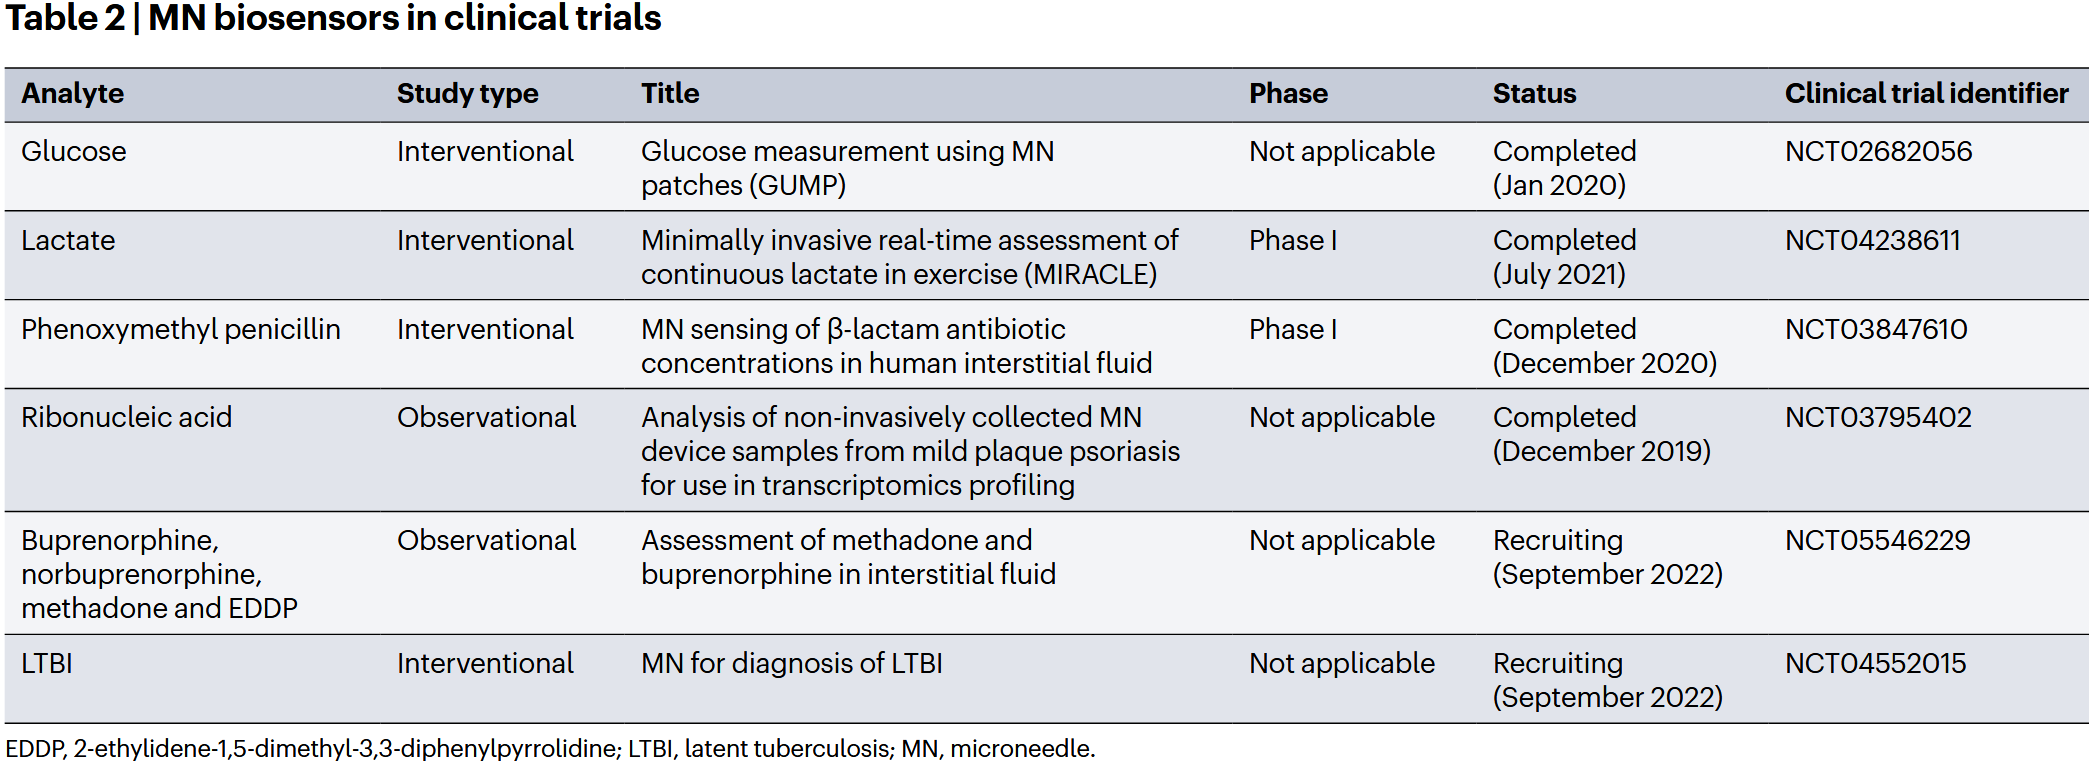 Table 2 | MN biosensors in clinical trials
Analyte Study type Title Phase Status Clinical trial identifier
Glucose Interventional Glucose measurement using MN Not applicable Completed NCT02682056
patches (GUMP) (Jan 2020)
Lactate Interventional Minimally invasive real-time assessment of Phase I Completed NCT04238611
continuous lactate in exercise (MIRACLE) (July 2021)
Phenoxymethyl penicillin Interventional MN sensing of β-lactam antibiotic Phase I Completed NCT03847610
concentrations in human interstitial fluid (December 2020)
Ribonucleic acid Observational Analysis of non-invasively collected MN Not applicable Completed NCT03795402
device samples from mild plaque psoriasis (December 2019)
for use in transcriptomics profiling
Buprenorphine, Observational Assessment of methadone and Not applicable Recruiting NCT05546229
norbuprenorphine, buprenorphine in interstitial fluid (September 2022)
methadone and EDDP
LTBI Interventional MN for diagnosis of LTBI Not applicable Recruiting NCT04552015
(September 2022)
EDDP, 2-ethylidene-1,5-dimethyl-3,3-diphenylpyrrolidine; LTBI, latent tuberculosis; MN, microneedle.